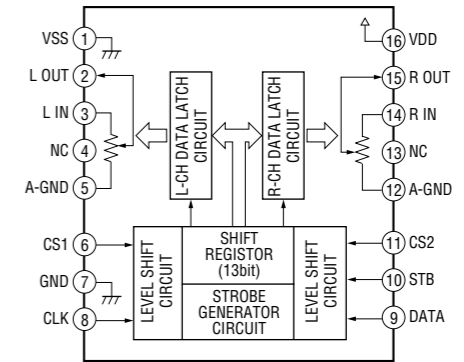 VSS 1
L OUT 2
L IN 3
NC 4
A-GND 5
CS1 6
GND 7
CLK 8
16 VDD
15 R OUT
14 R IN
13 NC
12 A-GND
11 CS2
10 STB
9 DATA
L-CH DATA LATCH
CIRCUIT
R-CH DATA LATCH
CIRCUIT
LEVEL SHIFT
CIRCUIT
SHIFT
REGISTOR
(13bit)
STROBE
GENERATOR
CIRCUIT
LEVEL SHIFT
CIRCUIT